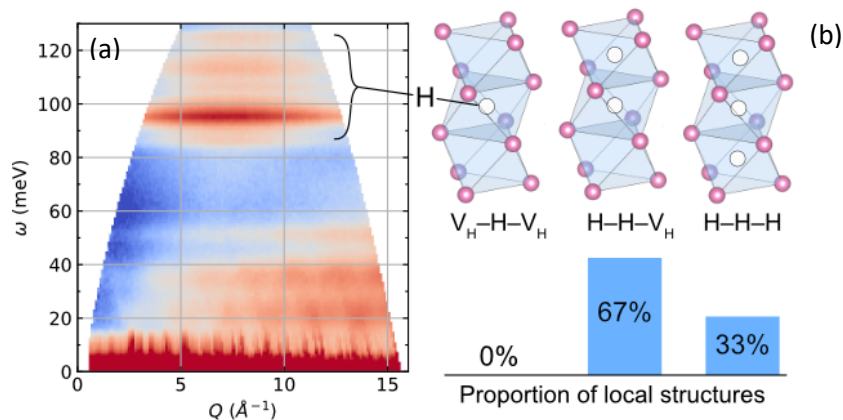 (a)
120
100
80
60
40
20
0
ω (meV)
0 5 10 15
Q (Å⁻¹)
H
(b)
V_H–H–V_H H–H–V_H H–H–H
0% 67% 33%
Proportion of local structures